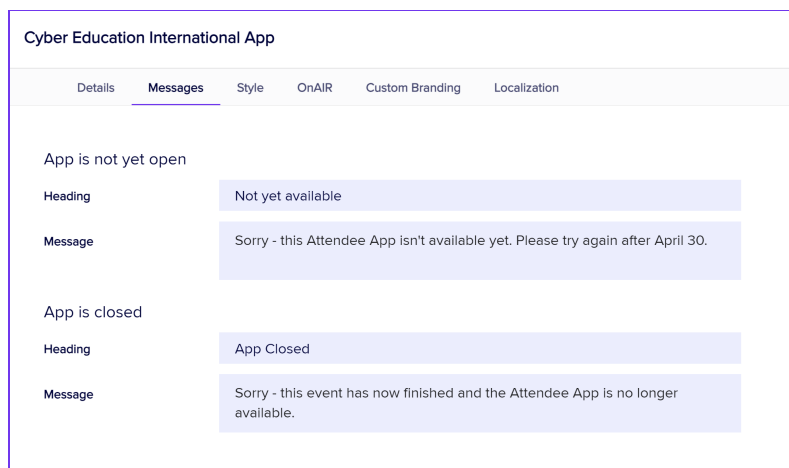 Cyber Education International App
Details Messages Style OnAIR Custom Branding Localization
App is not yet open
Heading Not yet available
Message Sorry - this Attendee App isn't available yet. Please try again after April 30.
App is closed
Heading App Closed
Message Sorry - this event has now finished and the Attendee App is no longer
available.